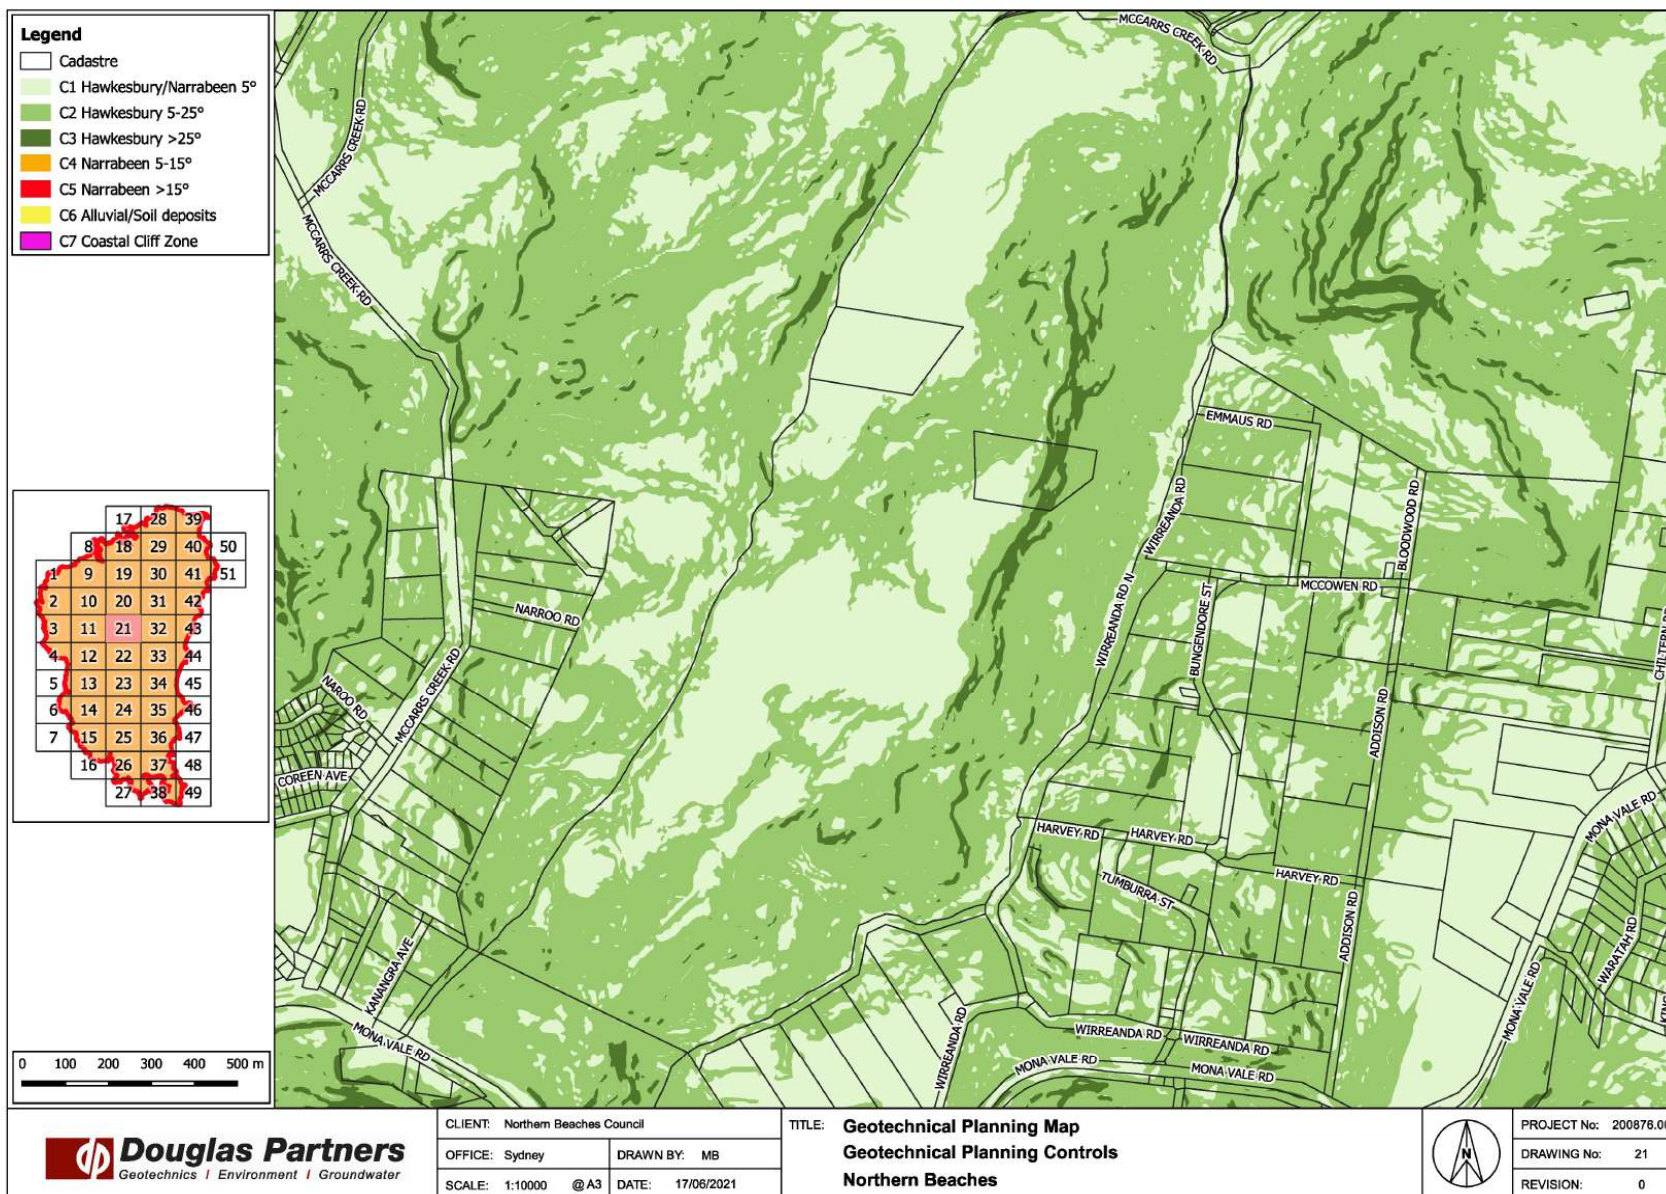 Legend
Cadastre
C1 Hawkesbury/Narrabeen 5°
C2 Hawkesbury 5-25°
C3 Hawkesbury >25°
C4 Narrabeen 5-15°
C5 Narrabeen >15°
C6 Alluvial/Soil deposits
C7 Coastal Cliff Zone
17 28 39
8 18 29 40 50
1 9 19 30 41 51
2 10 20 31 42
3 11 21 32 43
4 12 22 33 44
5 13 23 34 45
6 14 24 35 46
7 15 25 36 47
16 26 37 48
27 38 49
0 100 200 300 400 500 m
MCCARRS CREEK RD
MCCARRS CREEK RD
MCCARRS CREEK RD
EMMAUS RD
WIRREANDA RD
BLOODWOOD RD
MCCOWEN RD
WIRREANDA RD N
BUNGENDORE ST
NARROO RD
NAROO RD
MCCARRS CREEK RD
CHILTERN RD
ADDISON RD
COREEN AVE
MONA VALE RD
HARVEY RD
HARVEY RD
HARVEY RD
TUMBURRA ST
ADDISON RD
WARATAH RD
KANANGRA AVE
MONA VALE RD
MONA VALE RD
WIRREANDA RD
WIRREANDA RD
WIRREANDA RD
MONA VALE RD
MONA VALE RD
Douglas Partners
Geotechnics | Environment | Groundwater
CLIENT: Northern Beaches Council
OFFICE: Sydney
DRAWN BY: MB
SCALE: 1:10000 @A3
DATE: 17/06/2021
TITLE: Geotechnical Planning Map
Geotechnical Planning Controls
Northern Beaches
N
PROJECT No: 200876.0
DRAWING No: 21
REVISION: 0